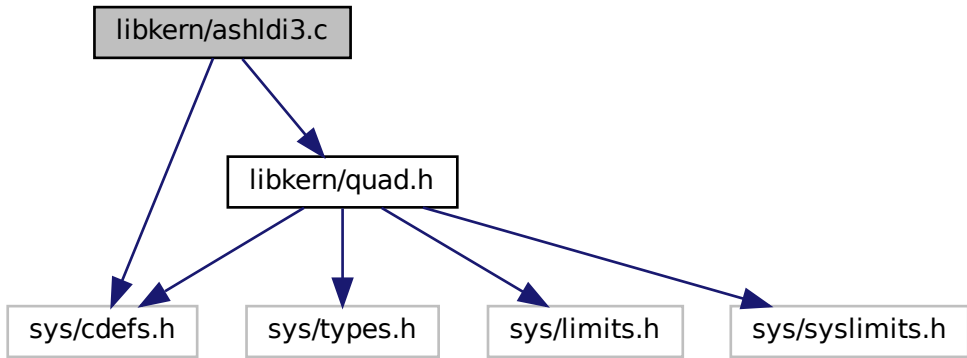 libkern/ashldi3.c
libkern/quad.h
sys/cdefs.h
sys/types.h
sys/limits.h
sys/syslimits.h